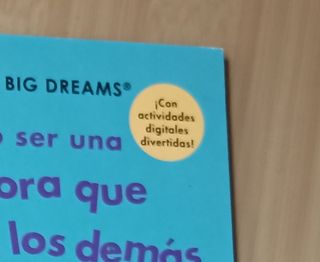 BIG DREAMS®
¡Con
actividades
digitales
divertidas!
ser una
ora que
los demás